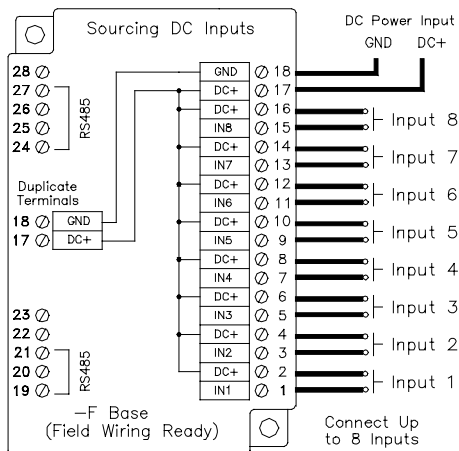 Sourcing DC Inputs
DC Power Input
GND DC+
28
27
26
25
24
RS485
Duplicate
Terminals
18 GND
17 DC+
23
22
21
20
19
RS485
GND 18
DC+ 17
DC+ 16
IN8 15
Input 8
DC+ 14
IN7 13
Input 7
DC+ 12
IN6 11
Input 6
DC+ 10
IN5 9
Input 5
DC+ 8
IN4 7
Input 4
DC+ 6
IN3 5
Input 3
DC+ 4
IN2 3
Input 2
DC+ 2
IN1 1
Input 1
-F Base
(Field Wiring Ready)
Connect Up
to 8 Inputs